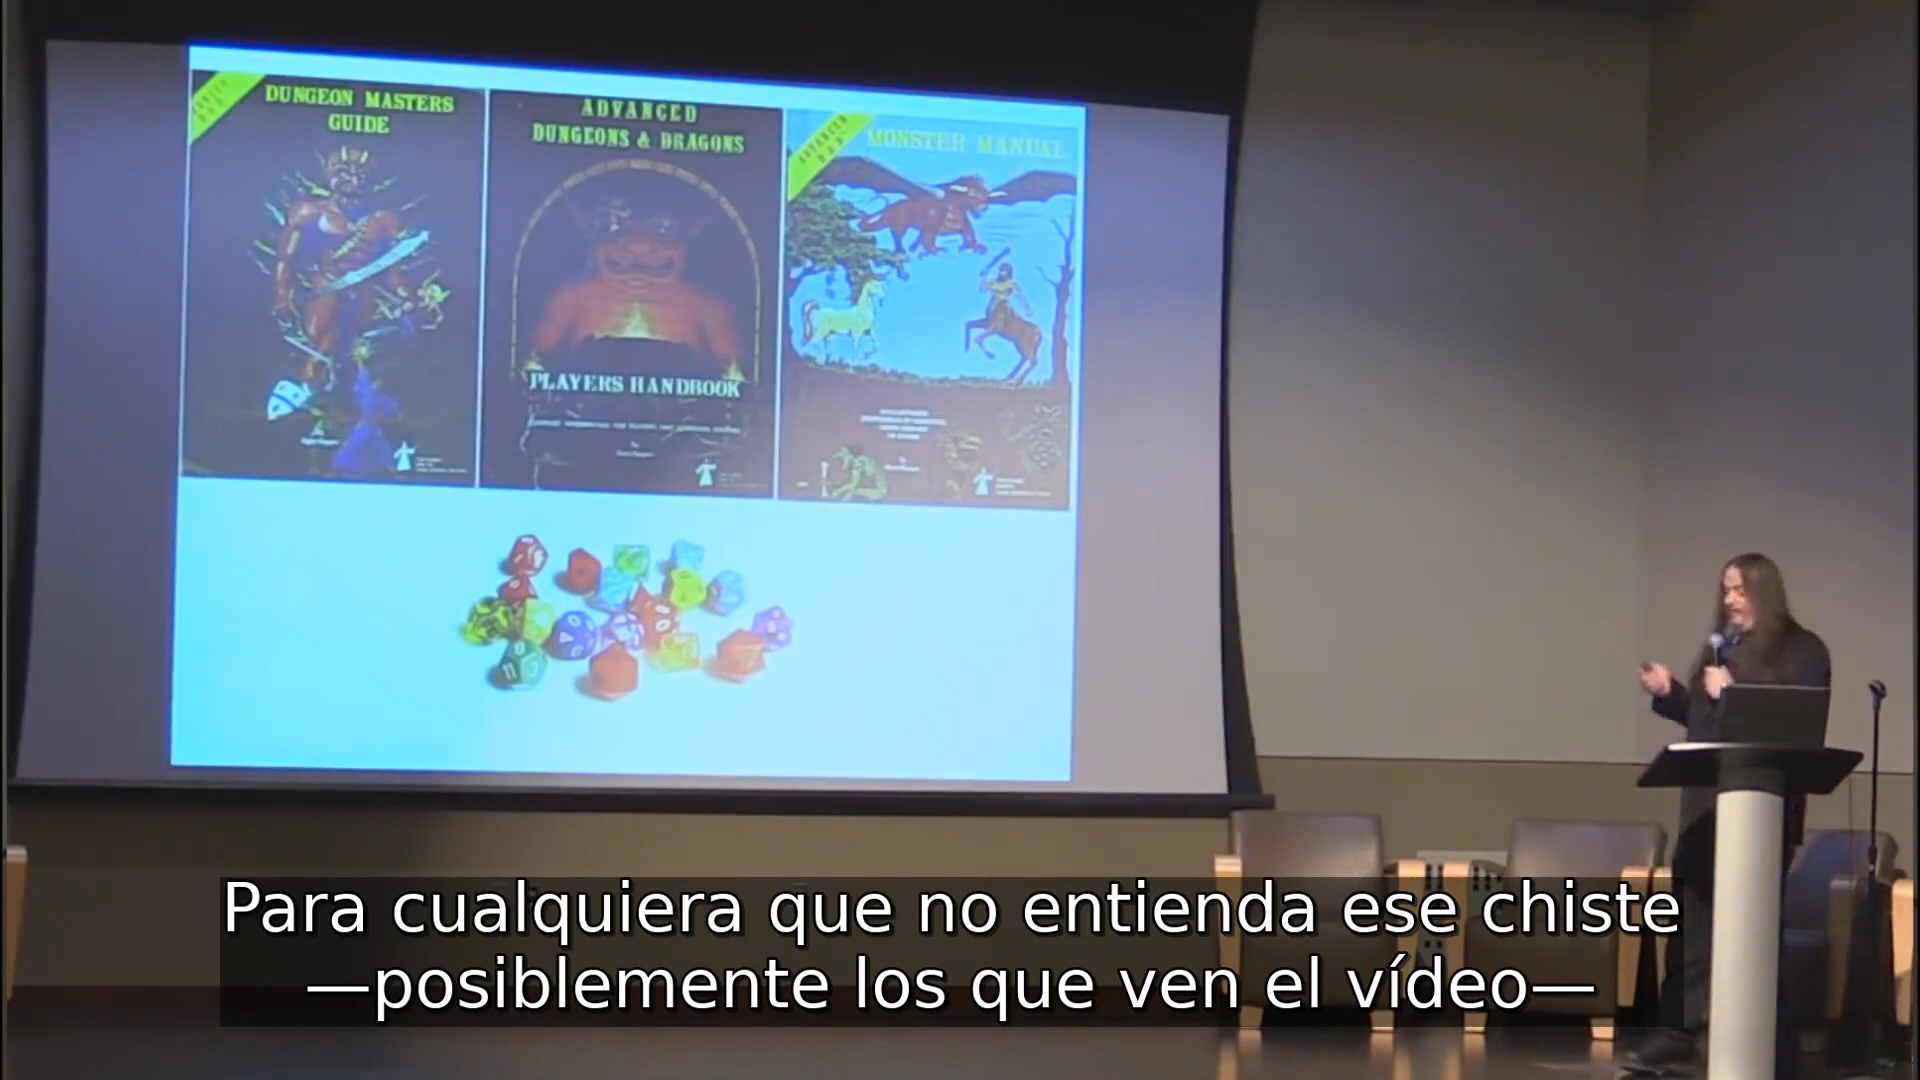 DUNGEON MASTERS
GUIDE
ADVANCED
DUNGEONS & DRAGONS
PLAYERS HANDBOOK
ADVANCED
D&D
MONSTER MANUAL
Para cualquiera que no entienda ese chiste
—posiblemente los que ven el vídeo—